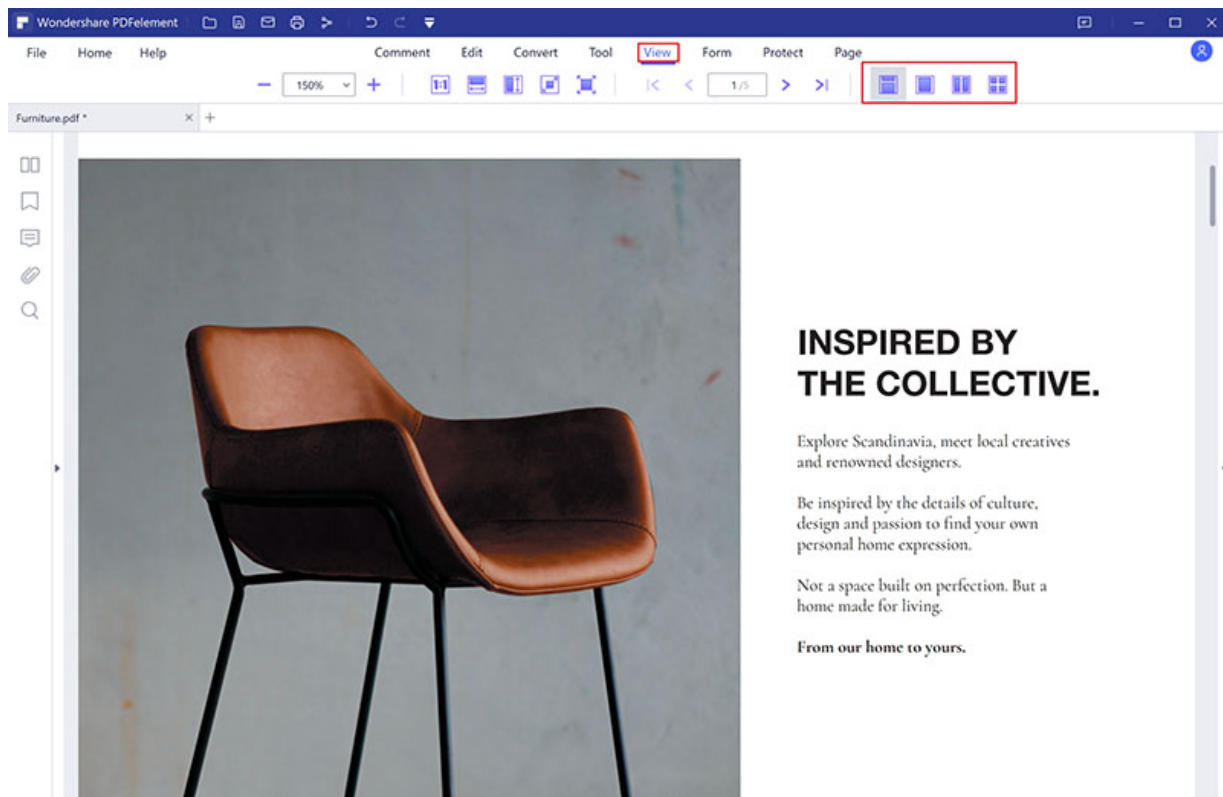 Wondershare PDFelement
File Home Help Comment Edit Convert Tool View Form Protect Page
150% 1:1 1/5
Furniture.pdf *
INSPIRED BY
THE COLLECTIVE.
Explore Scandinavia, meet local creatives
and renowned designers.
Be inspired by the details of culture,
design and passion to find your own
personal home expression.
Not a space built on perfection. But a
home made for living.
From our home to yours.